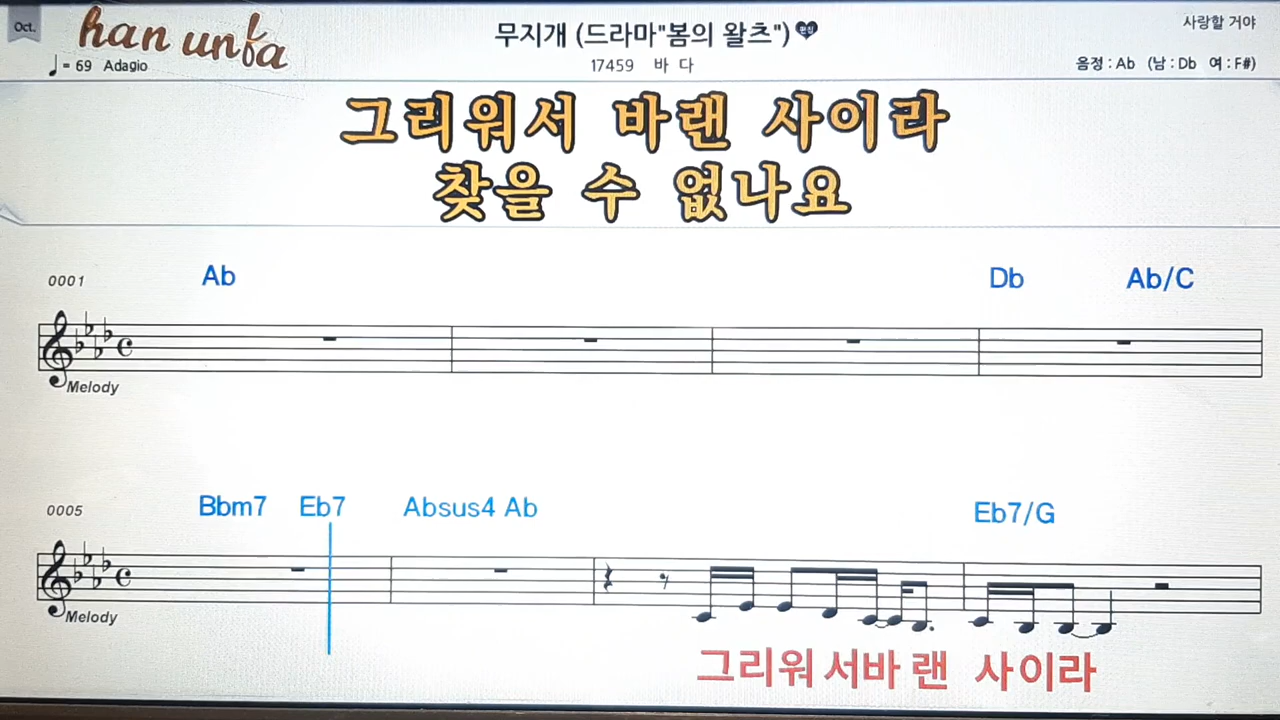 Oct.
han unfa
무지개 (드라마"봄의 왈츠")
사랑할 거야
= 69 Adagio
17459 바 다
음정 : Ab (남 : Db 여 : F#)
그리워서 바랜 사이라
찾을 수 없나요
0001 Ab Db Ab/C
Melody
0005 Bbm7 Eb7 Absus4 Ab Eb7/G
Melody
그리워서바 랜 사이라